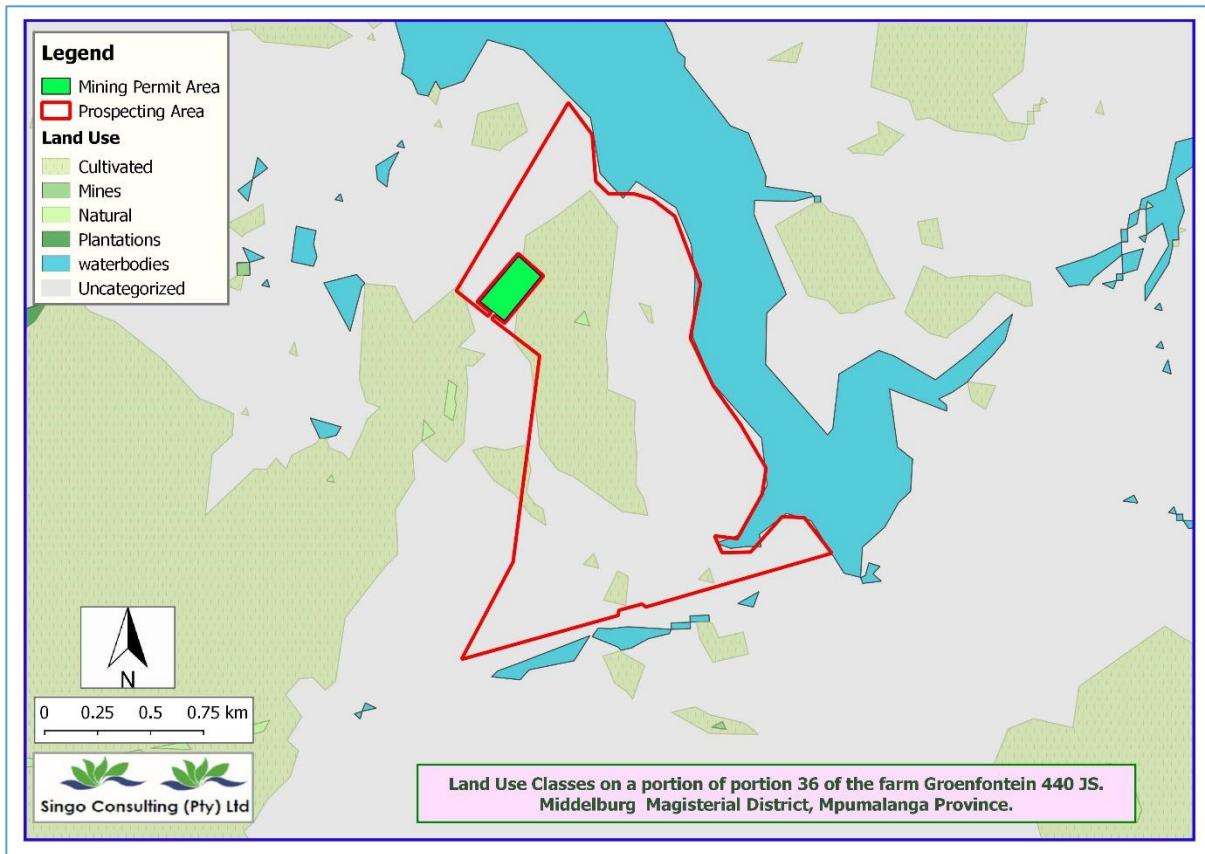 Legend
Mining Permit Area
Prospecting Area
Land Use
Cultivated
Mines
Natural
Plantations
waterbodies
Uncategorized
N
0 0.25 0.5 0.75 km
Singo Consulting (Pty) Ltd
Land Use Classes on a portion of portion 36 of the farm Groenfontein 440 JS.
Middelburg Magisterial District, Mpumalanga Province.